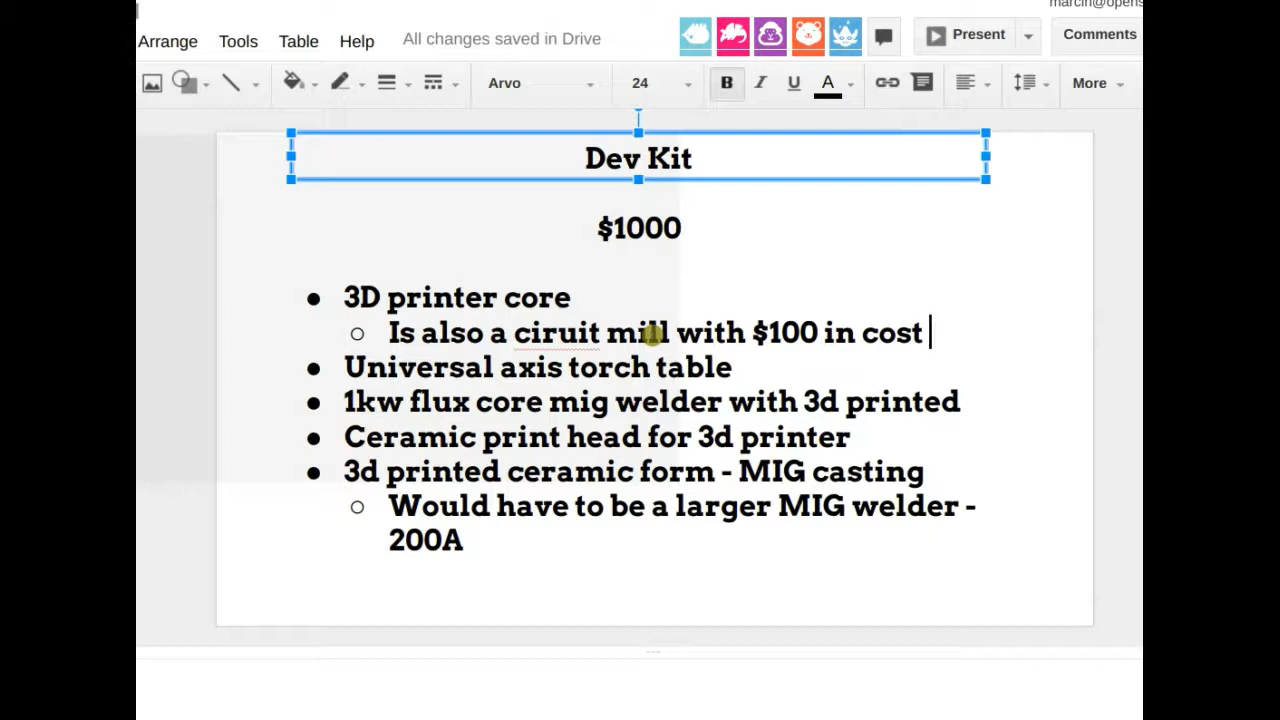 marcin@opens
Arrange Tools Table Help All changes saved in Drive Present Comments
Arvo 24 B I U A More
Dev Kit
$1000
● 3D printer core
○ Is also a ciruit mill with $100 in cost
● Universal axis torch table
● 1kw flux core mig welder with 3d printed
● Ceramic print head for 3d printer
● 3d printed ceramic form - MIG casting
○ Would have to be a larger MIG welder -
200A